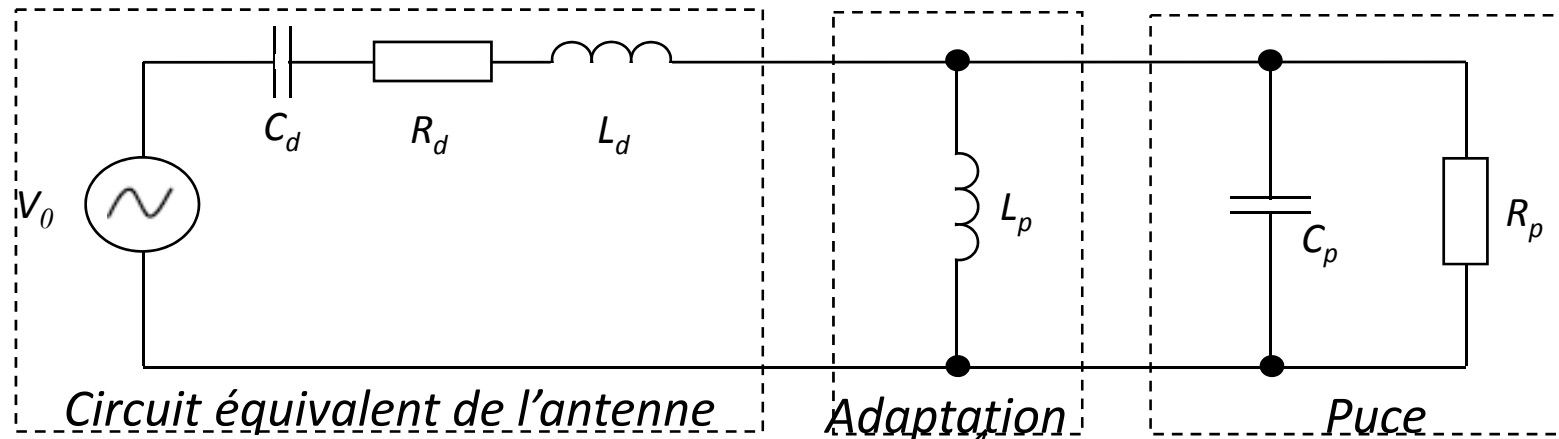 C_d
R_d
L_d
V_0
L_p
C_p
R_p
Circuit équivalent de l'antenne
Adaptation
Puce